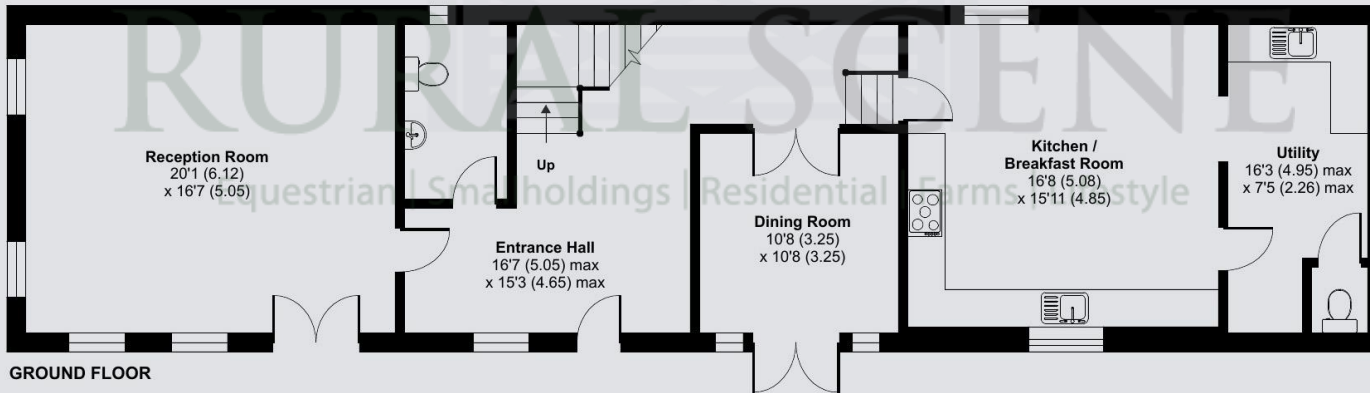 RURAL SCENE
Equestrian | Smallholdings | Residential | Farms | Lifestyle
Reception Room
20'1 (6.12)
x 16'7 (5.05)
Up
Entrance Hall
16'7 (5.05) max
x 15'3 (4.65) max
Dining Room
10'8 (3.25)
x 10'8 (3.25)
Kitchen /
Breakfast Room
16'8 (5.08)
x 15'11 (4.85)
Utility
16'3 (4.95) max
x 7'5 (2.26) max
GROUND FLOOR